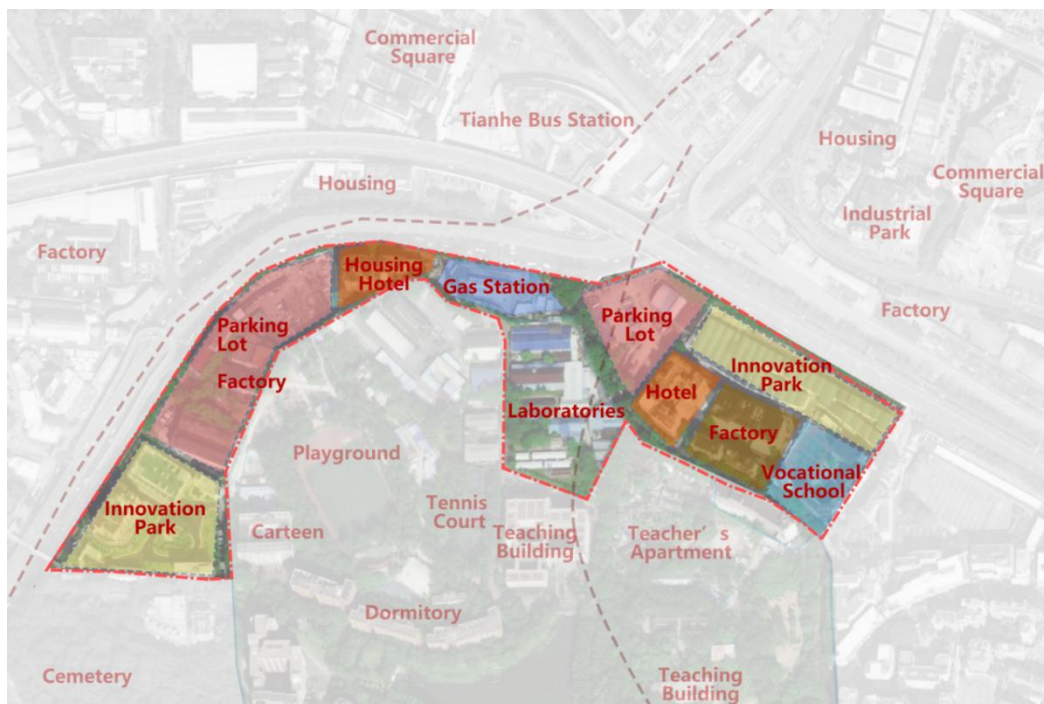 Commercial
Square
Tianhe Bus Station
Housing
Commercial
Square
Housing
Industrial
Park
Factory
Factory
Housing
Hotel
Gas Station
Parking
Lot
Factory
Parking
Lot
Innovation
Park
Hotel
Laboratories
Factory
Vocational
School
Playground
Innovation
Park
Carteen
Tennis
Court
Teaching
Building
Teacher's
Apartment
Dormitory
Cemetery
Teaching
Building